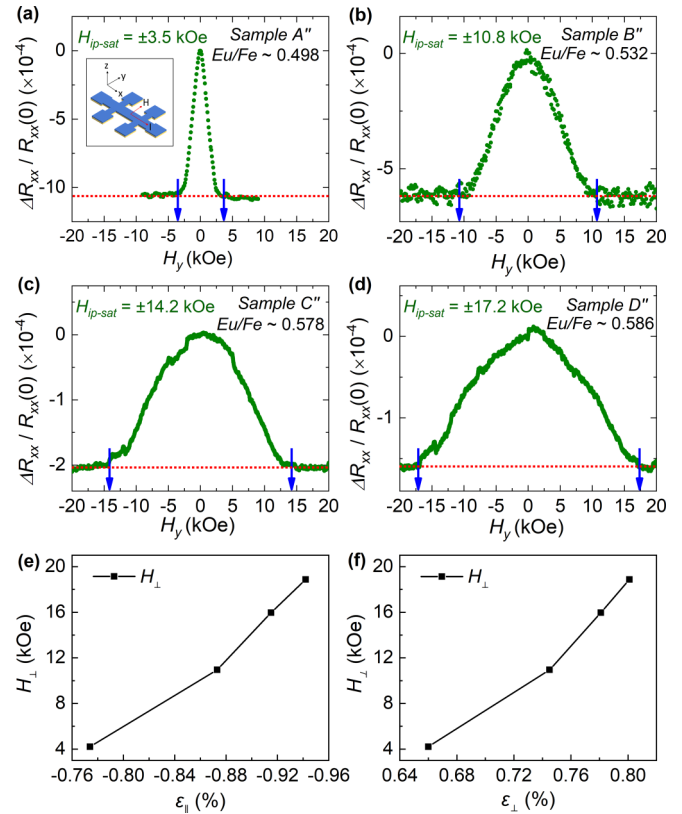 (a)
H_ip-sat = ±3.5 kOe
Sample A″
Eu/Fe ~ 0.498
ΔR_xx / R_xx(0) (×10⁻⁴)
0
-5
-10
z
y
x
H
I
-20 -15 -10 -5 0 5 10 15 20
H_y (kOe)
(b)
H_ip-sat = ±10.8 kOe
Sample B″
Eu/Fe ~ 0.532
ΔR_xx / R_xx(0) (×10⁻⁴)
0
-5
-20 -15 -10 -5 0 5 10 15 20
H_y (kOe)
(c)
H_ip-sat = ±14.2 kOe
Sample C″
Eu/Fe ~ 0.578
ΔR_xx / R_xx(0) (×10⁻⁴)
0
-1
-2
-20 -15 -10 -5 0 5 10 15 20
H_y (kOe)
(d)
H_ip-sat = ±17.2 kOe
Sample D″
Eu/Fe ~ 0.586
ΔR_xx / R_xx(0) (×10⁻⁴)
0
-1
-20 -15 -10 -5 0 5 10 15 20
H_y (kOe)
(e)
H_⊥
H_⊥ (kOe)
20
16
12
8
4
-0.76 -0.80 -0.84 -0.88 -0.92 -0.96
ε_∥ (%)
(f)
H_⊥
H_⊥ (kOe)
20
16
12
8
4
0.64 0.68 0.72 0.76 0.80
ε_⊥ (%)